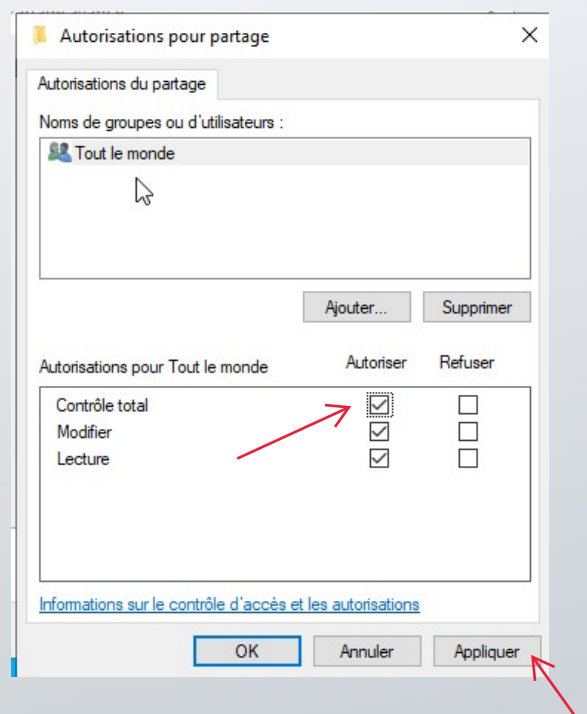 Autorisations pour partage
Autorisations du partage
Noms de groupes ou d'utilisateurs :
Tout le monde
Ajouter... Supprimer
Autorisations pour Tout le monde Autoriser Refuser
Contrôle total
Modifier
Lecture
Informations sur le contrôle d'accès et les autorisations
OK Annuler Appliquer